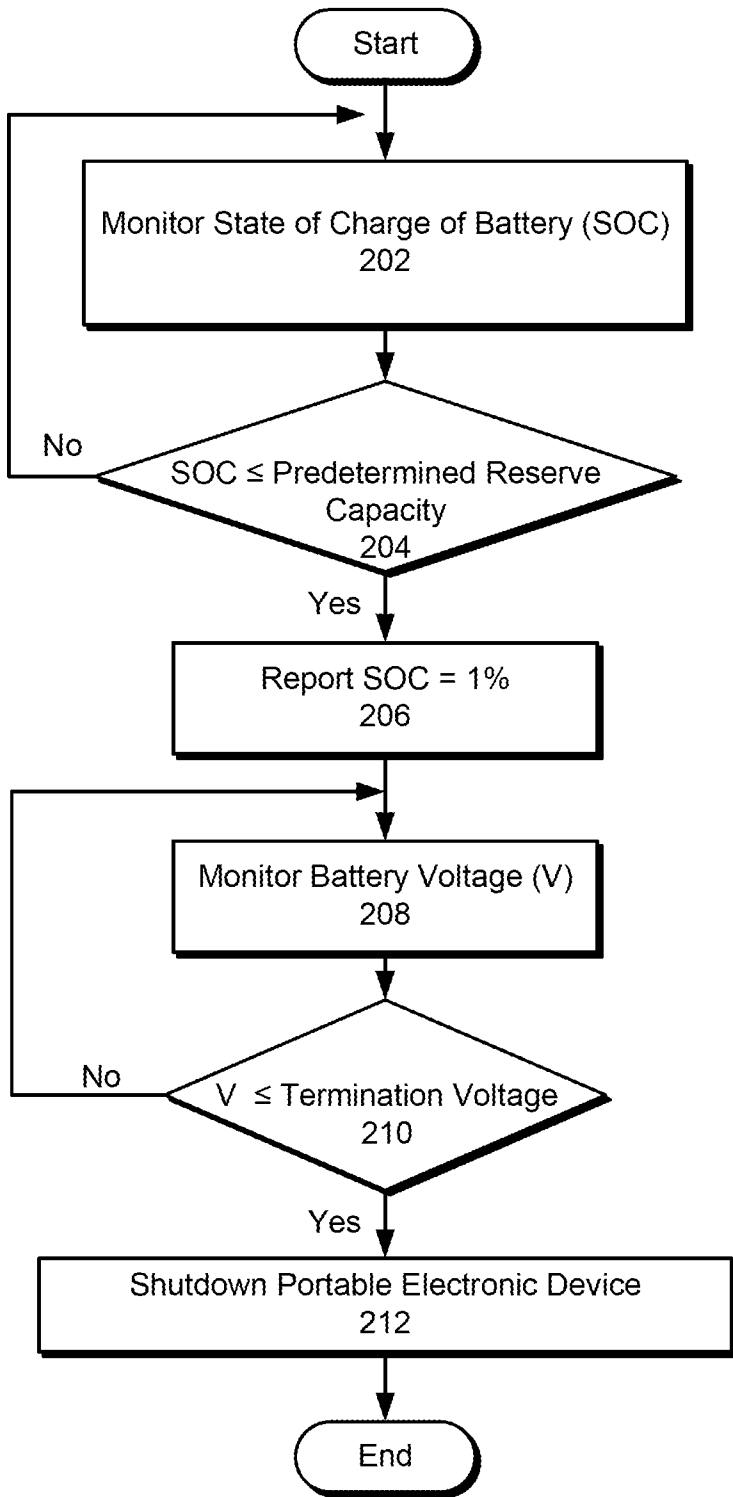 Start
Monitor State of Charge of Battery (SOC)
202
No
SOC ≤ Predetermined Reserve
Capacity
204
Yes
Report SOC = 1%
206
Monitor Battery Voltage (V)
208
No
V ≤ Termination Voltage
210
Yes
Shutdown Portable Electronic Device
212
End